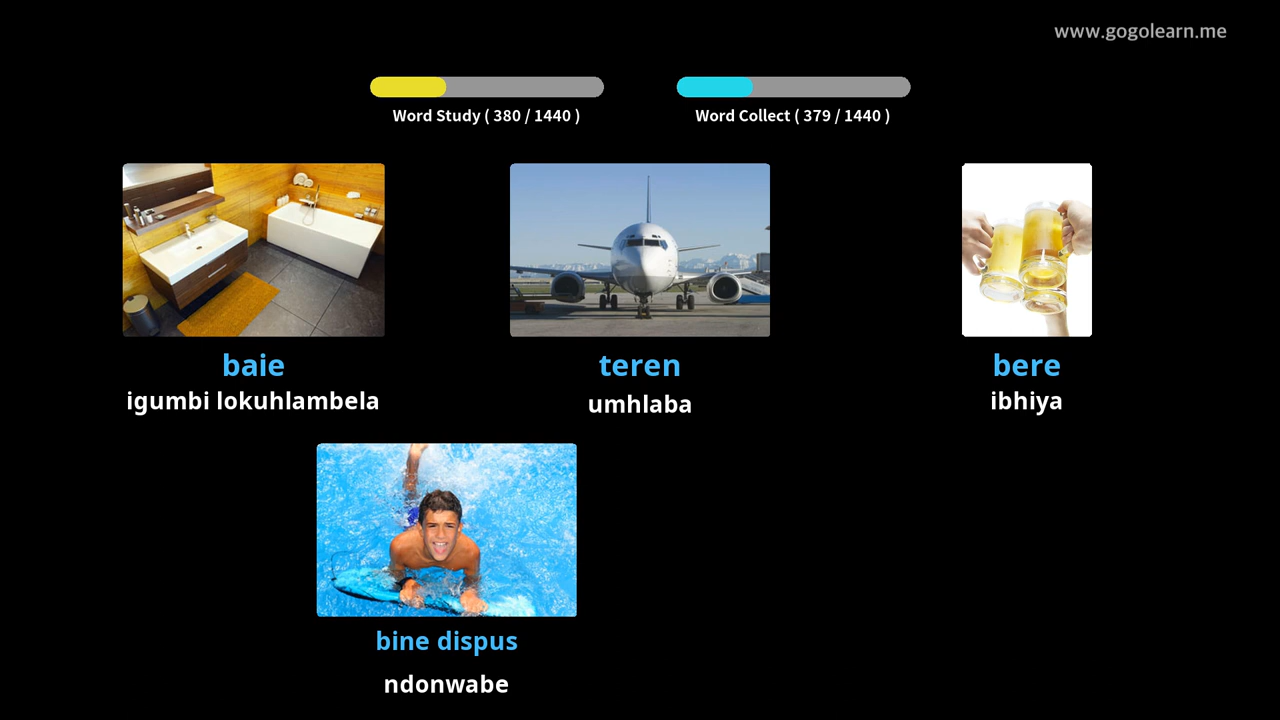 www.gogolearn.me
Word Study ( 380 / 1440 )
Word Collect ( 379 / 1440 )
baie
igumbi lokuhlambela
teren
umhlaba
bere
ibhiya
bine dispus
ndonwabe